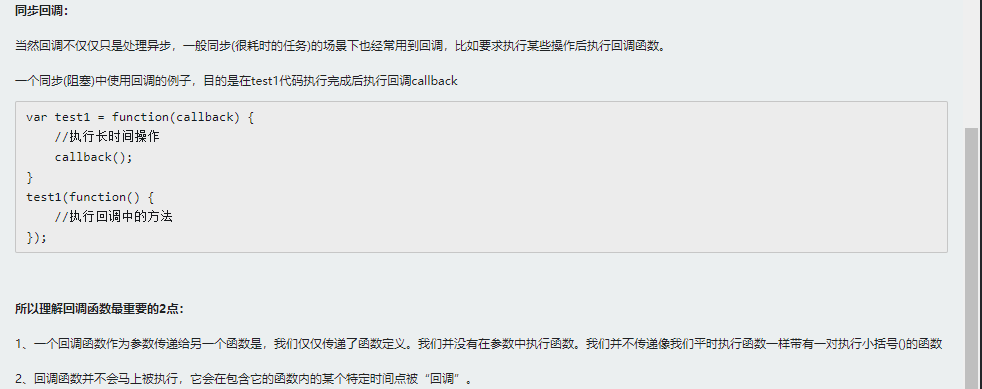 同步回调：
当然回调不仅仅只是处理异步，一般同步(很耗时的任务)的场景下也经常用到回调，比如要求执行某些操作后执行回调函数。
一个同步(阻塞)中使用回调的例子，目的是在test1代码执行完成后执行回调callback
var test1 = function(callback) {
    //执行长时间操作
    callback();
}
test1(function() {
    //执行回调中的方法
});
所以理解回调函数最重要的2点：
1、一个回调函数作为参数传递给另一个函数是，我们仅仅传递了函数定义。我们并没有在参数中执行函数。我们并不传递像我们平时执行函数一样带有一对执行小括号()的函数
2、回调函数并不会马上被执行，它会在包含它的函数内的某个特定时间点被“回调”。